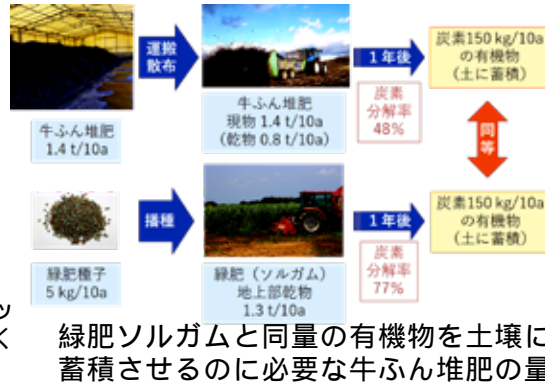 運搬
散布
1年後
炭素
分解率
48%
炭素150 kg/10a
の有機物
(土に蓄積)
牛ふん堆肥
1.4 t/10a
牛ふん堆肥
現物 1.4 t/10a
(乾物 0.8 t/10a)
同等
播種
1年後
炭素
分解率
77%
炭素150 kg/10a
の有機物
(土に蓄積)
緑肥種子
5 kg/10a
緑肥（ソルガム）
地上部乾物
1.3 t/10a
ッ
く
緑肥ソルガムと同量の有機物を土壌に
蓄積させるのに必要な牛ふん堆肥の量